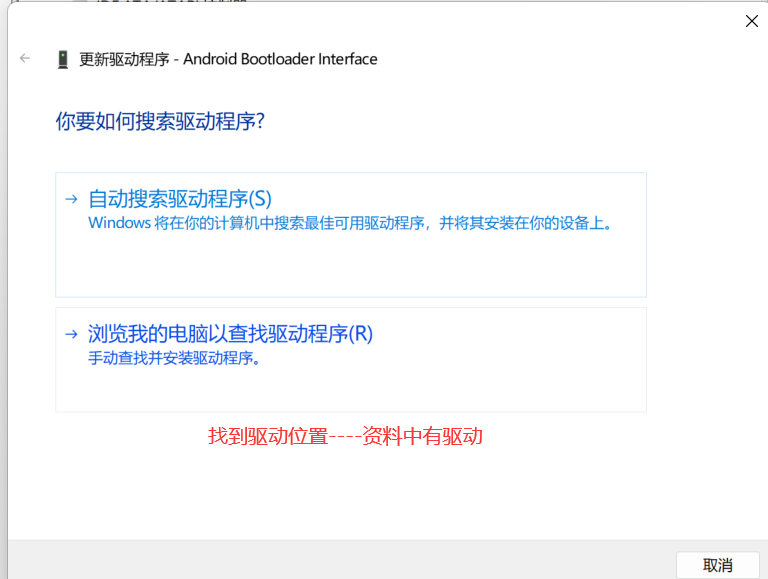 更新驱动程序 - Android Bootloader Interface
你要如何搜索驱动程序?
→ 自动搜索驱动程序(S)
Windows 将在你的计算机中搜索最佳可用驱动程序，并将其安装在你的设备上。
→ 浏览我的电脑以查找驱动程序(R)
手动查找并安装驱动程序。
找到驱动位置----资料中有驱动
取消